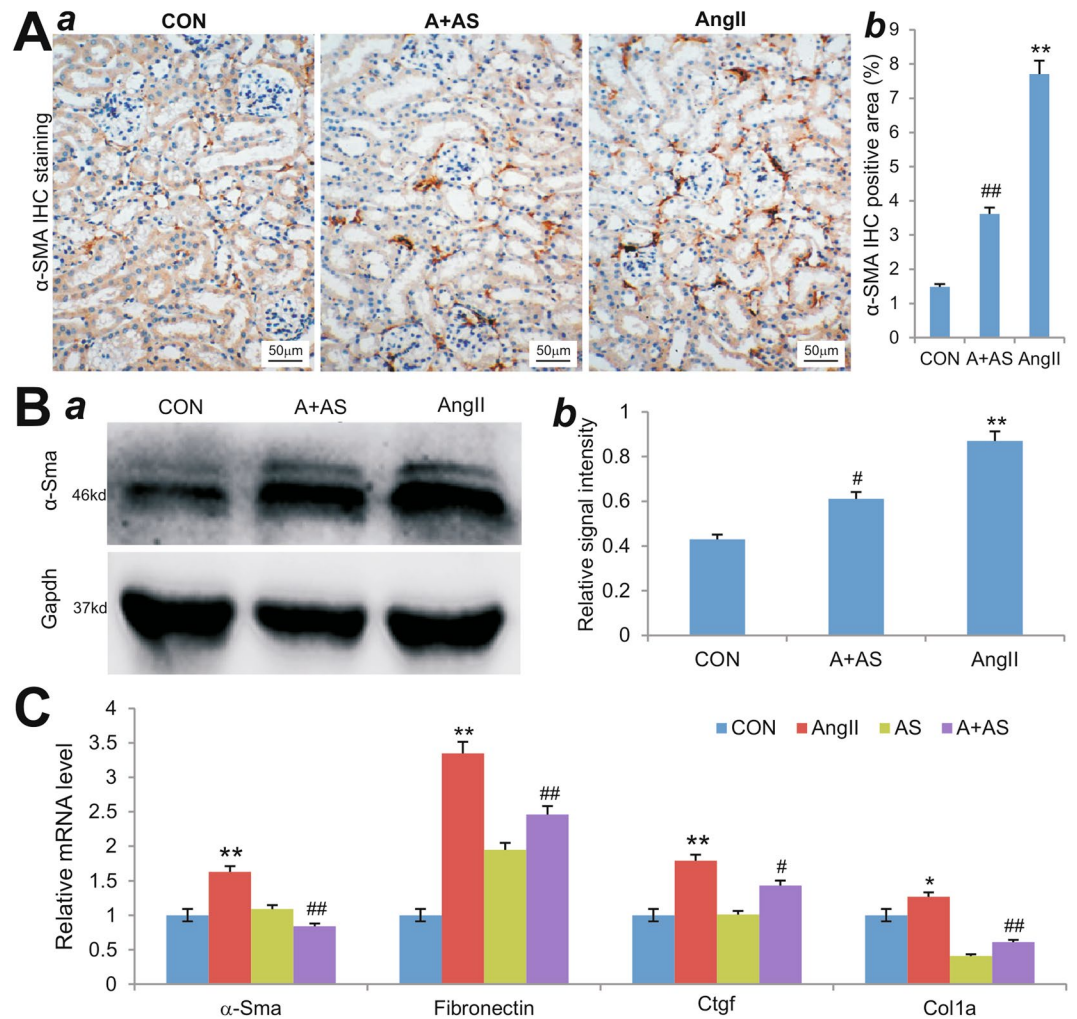 A a CON A+AS AngII
α-SMA IHC staining
50μm 50μm 50μm
b
α-SMA IHC positive area (%)
9
8
7
6
5
4
3
2
1
0
**
##
CON A+AS AngII
B a CON A+AS AngII
α-Sma
46kd
Gapdh
37kd
b
Relative signal intensity
1
0.8
0.6
0.4
0.2
0
**
#
CON A+AS AngII
C
Relative mRNA level
4
3.5
3
2.5
2
1.5
1
0.5
0
CON AngII AS A+AS
** ##
** ##
** #
* ##
α-Sma Fibronectin Ctgf Col1a